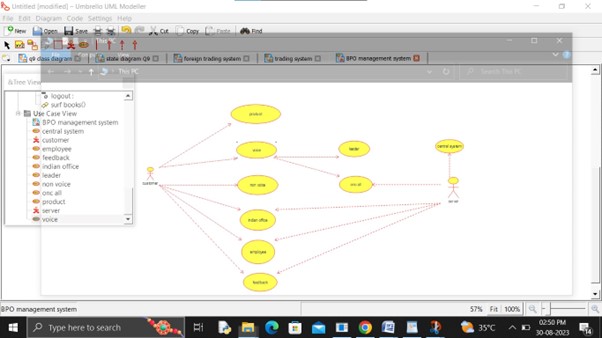 Untitled [modified] – Umbrello UML Modeller
File Edit Diagram Code Settings Help
New Open Save Cut Copy Paste Find
q9 class diagram state diagram Q9 foreign trading system trading system BPO management system
This PC
Search This PC
Tree View
logout :
surf books()
Use Case View
BPO management system
central system
customer
employee
feedback
indian office
leader
non voice
onc all
product
server
voice
product
voice
leader
central system
non voice
onc all
customer
server
indian office
employee
feedback
BPO management system
57% Fit 100%
Type here to search
35°C
02:50 PM
30-08-2023
14